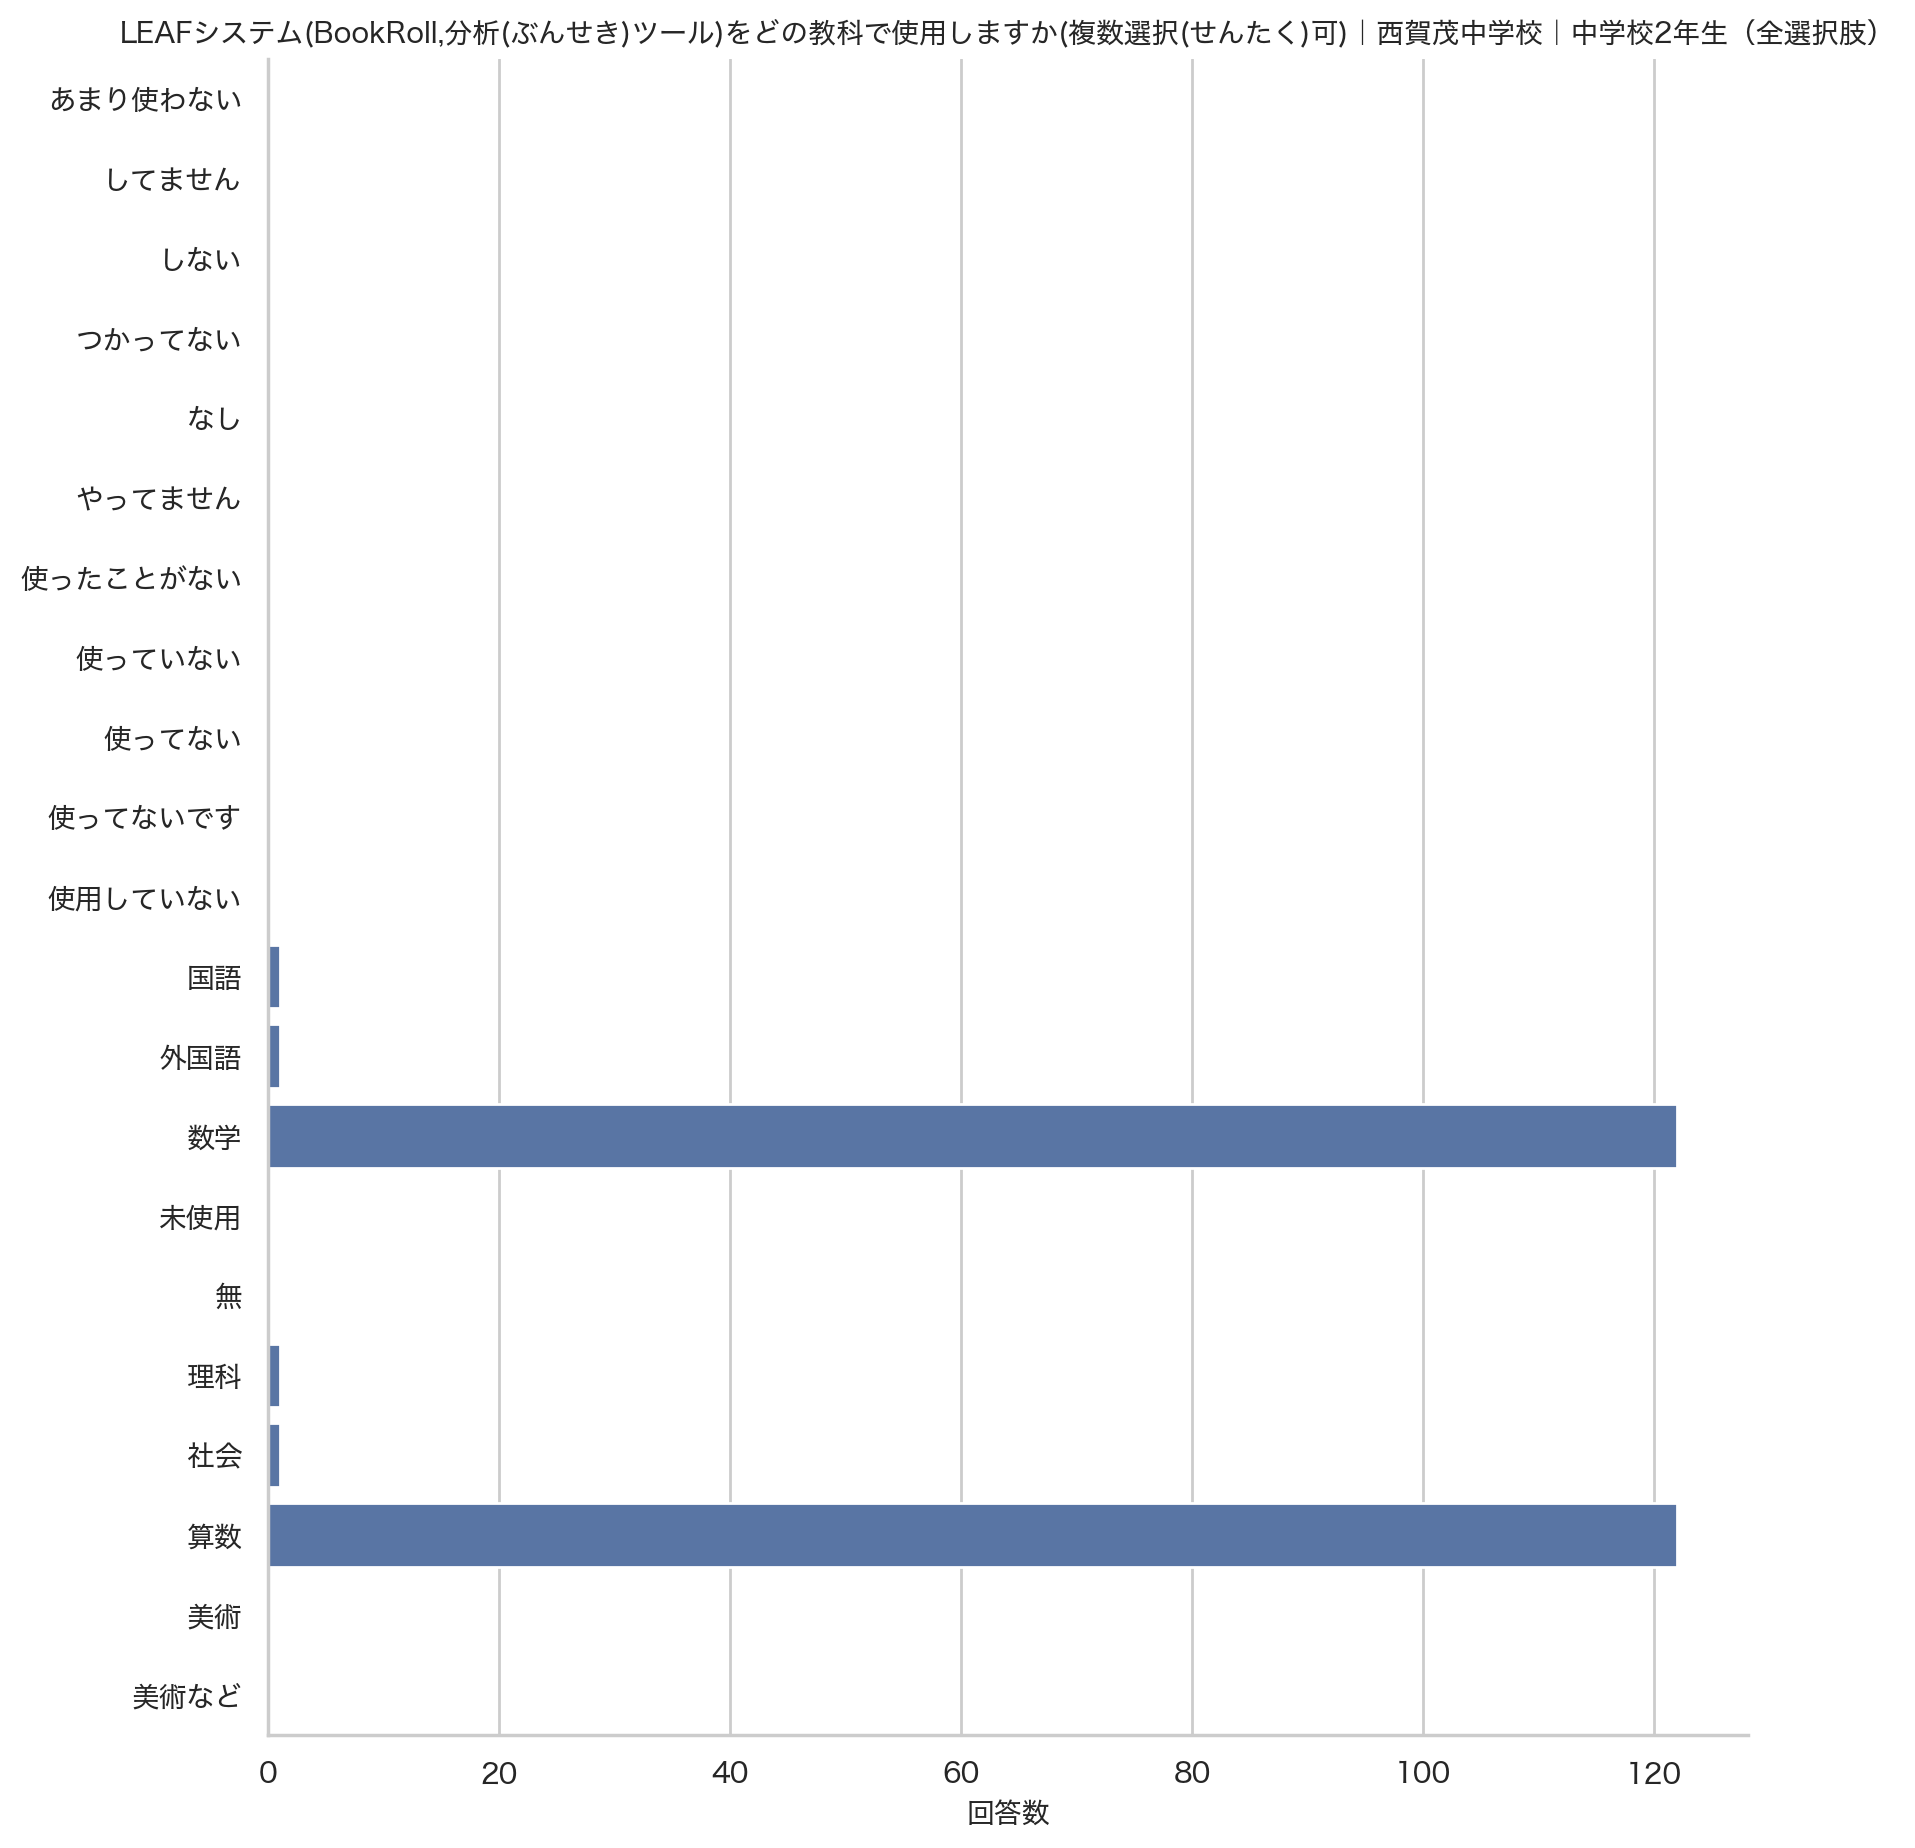 LEAFシステム(BookRoll,分析(ぶんせき)ツール)をどの教科で使用しますか(複数選択(せんたく)可)｜西賀茂中学校｜中学校2年生（全選択肢）
あまり使わない
してません
しない
つかってない
なし
やってません
使ったことがない
使っていない
使ってない
使ってないです
使用していない
国語
外国語
数学
未使用
無
理科
社会
算数
美術
美術など
0 20 40 60 80 100 120
回答数